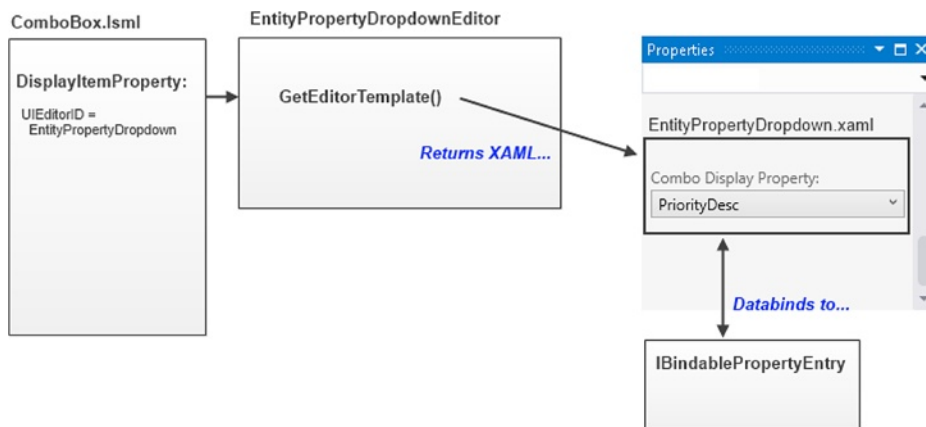 ComboBox.lsml
EntityPropertyDropdownEditor
DisplayItemProperty:
UIEditorID =
EntityPropertyDropdown
GetEditorTemplate()
Returns XAML...
Properties
EntityPropertyDropdown.xaml
Combo Display Property:
PriorityDesc
Databinds to...
IBindablePropertyEntry